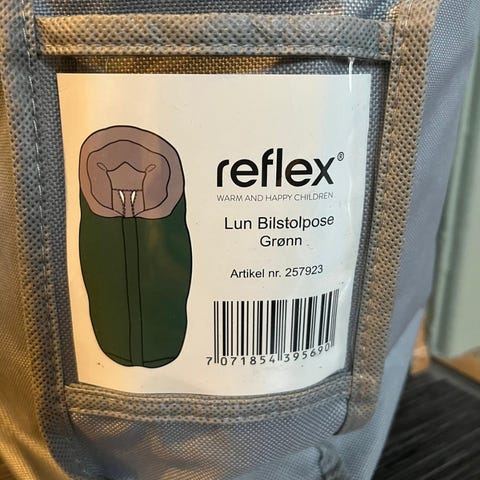 reflex®
WARM AND HAPPY CHILDREN
Lun Bilstolpose
Grønn
Artikel nr. 257923
7 071854 395690